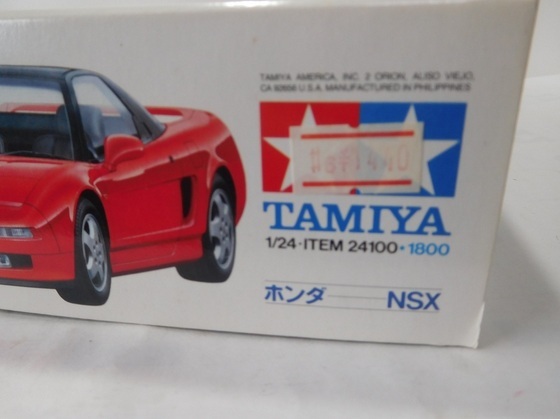 TAMIYA AMERICA, INC. 2 ORION, ALISO VIEJO,
CA 92656 U.S.A. MANUFACTURED IN PHILIPPINES
TAMIYA
1/24·ITEM 24100·1800
ホンダ NSX